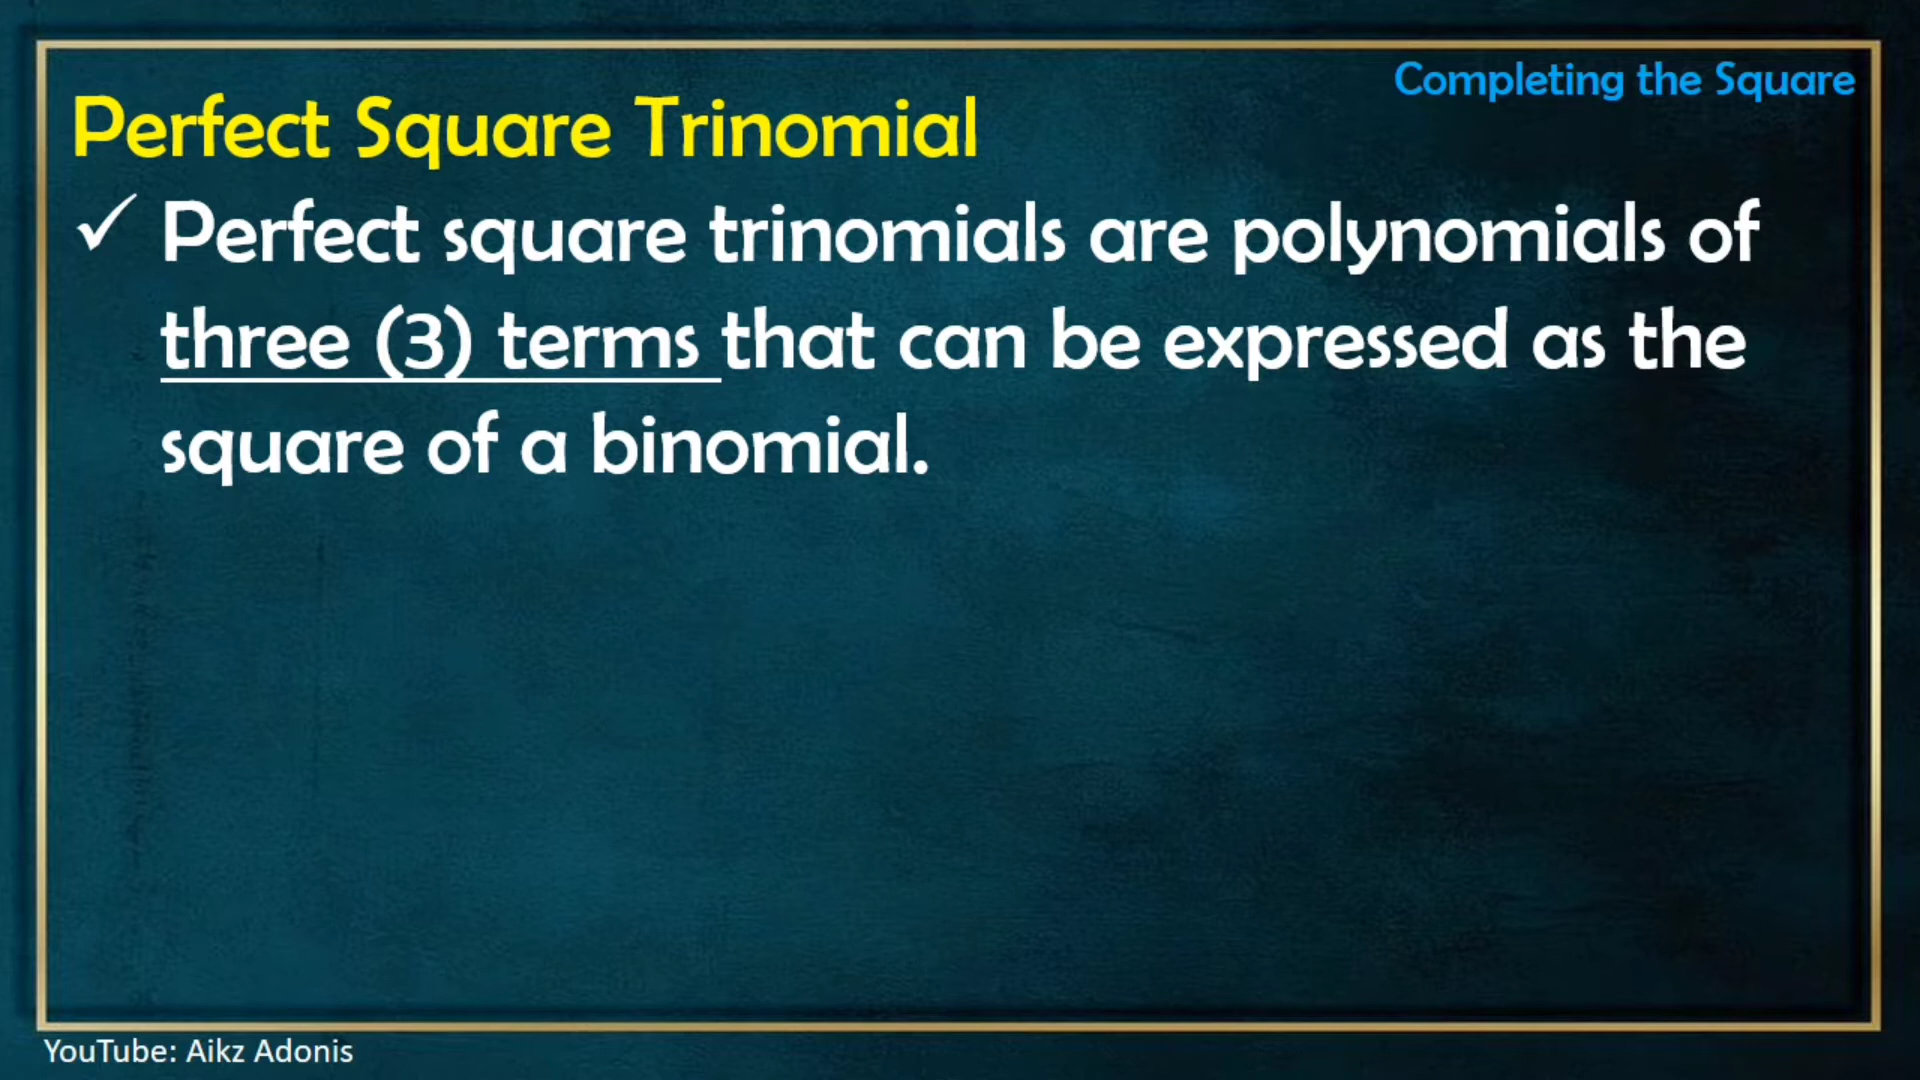 Completing the Square
Perfect Square Trinomial
✓ Perfect square trinomials are polynomials of
three (3) terms that can be expressed as the
square of a binomial.
YouTube: Aikz Adonis